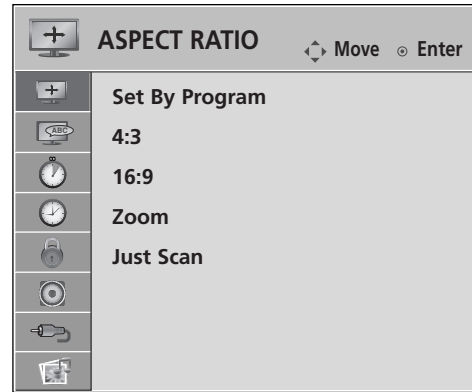 ASPECT RATIO Move Enter
Set By Program
ABC
4:3
16:9
Zoom
Just Scan